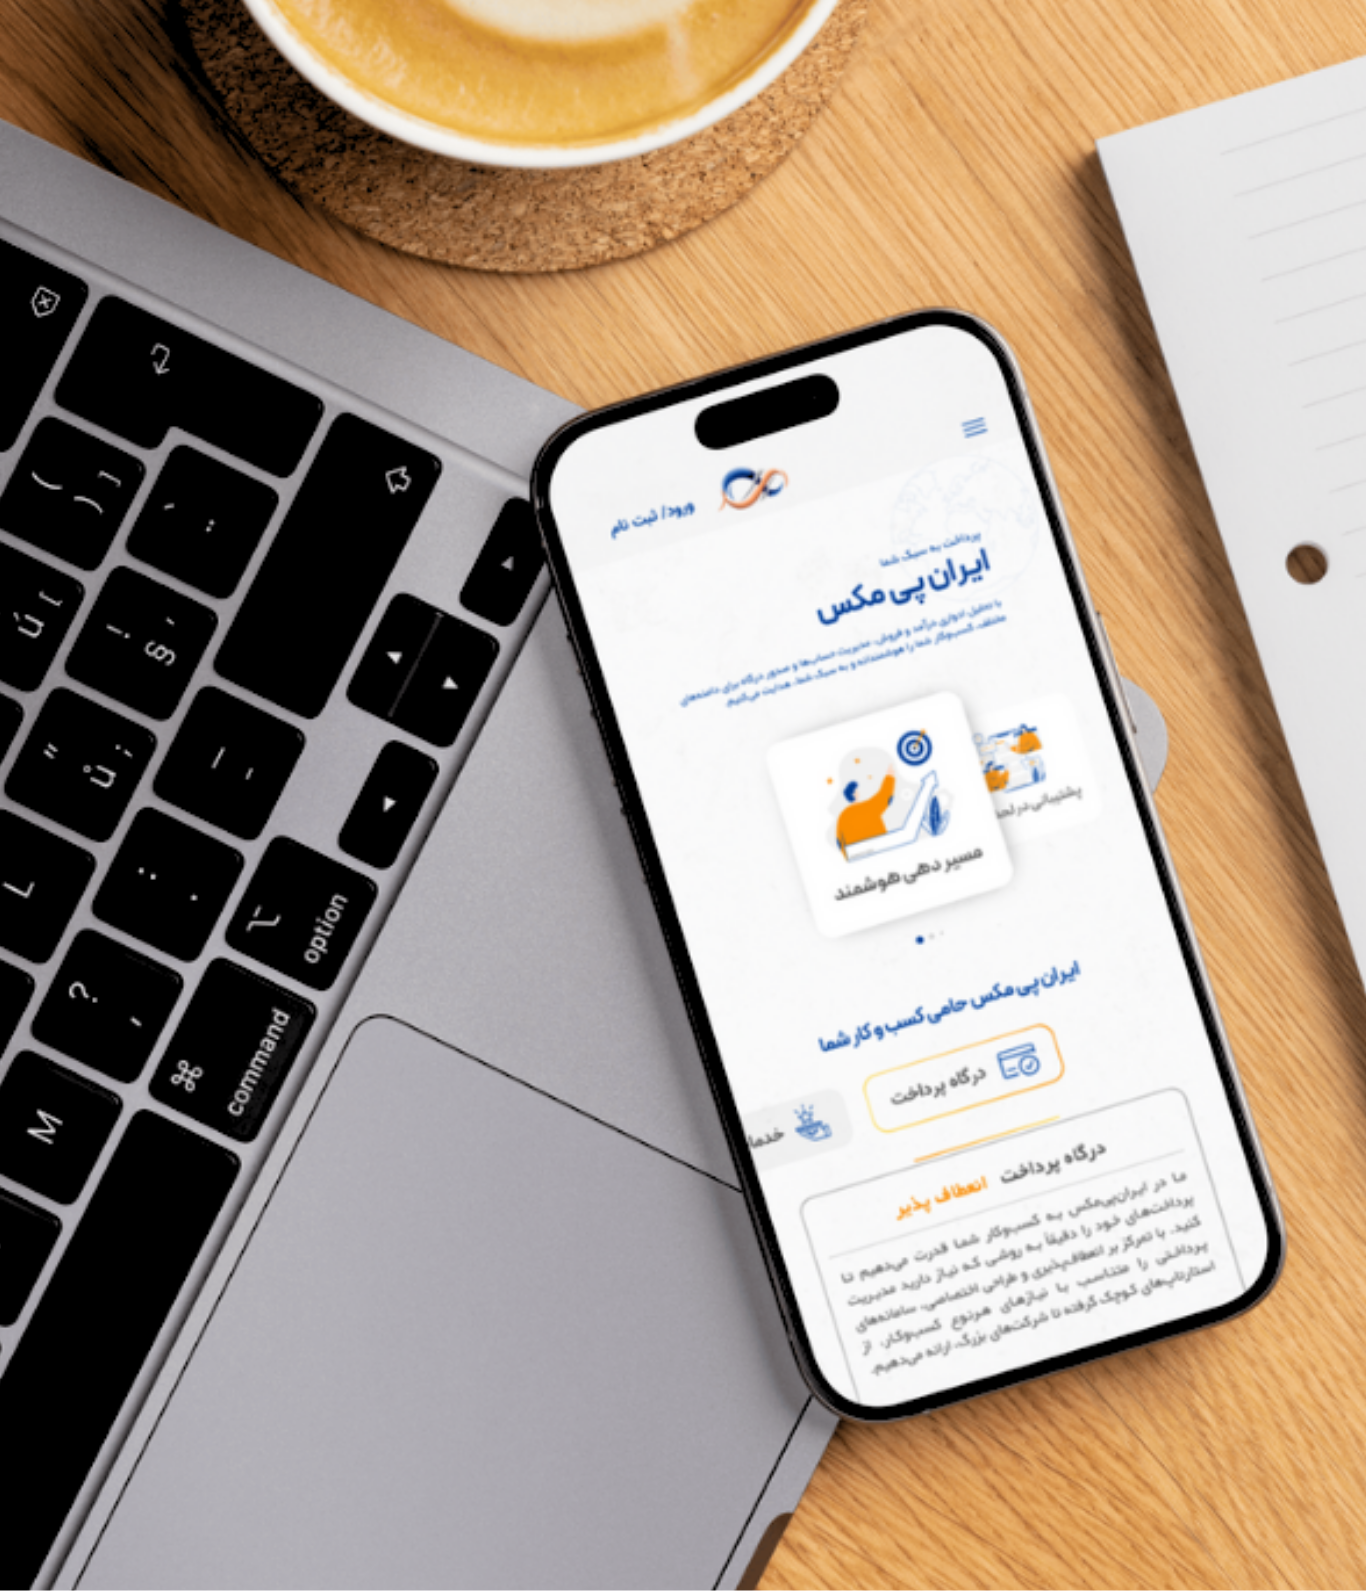 ورود/ ثبت نام
پرداخت به سبک شما
ایران پی مکس
با تحلیل ادواری درآمد و فروش، مدیریت حساب‌ها و صدور درگاه برای دامنه‌های
مختلف، کسب‌وکار شما را هوشمندانه و به سبک شما، هدایت می‌کنیم.
پشتیبانی در لحظه
مسیر دهی هوشمند
ایران پی مکس حامی کسب و کار شما
درگاه پرداخت
خدما
درگاه پرداخت انعطاف پذیر
ما در ایران‌پی‌مکس به کسب‌وکار شما قدرت می‌دهیم تا
پرداخت‌های خود را دقیقاً به روشی که نیاز دارید مدیریت
کنید. با تمرکز بر انعطاف‌پذیری و طراحی اختصاصی، سامانه‌های
پرداختی را متناسب با نیازهای هرنوع کسب‌وکار، از
استارتاپ‌های کوچک گرفته تا شرکت‌های بزرگ، ارائه می‌دهیم.
option
command
⌘
M
L
?
,
:
.
ů
ú
§
!